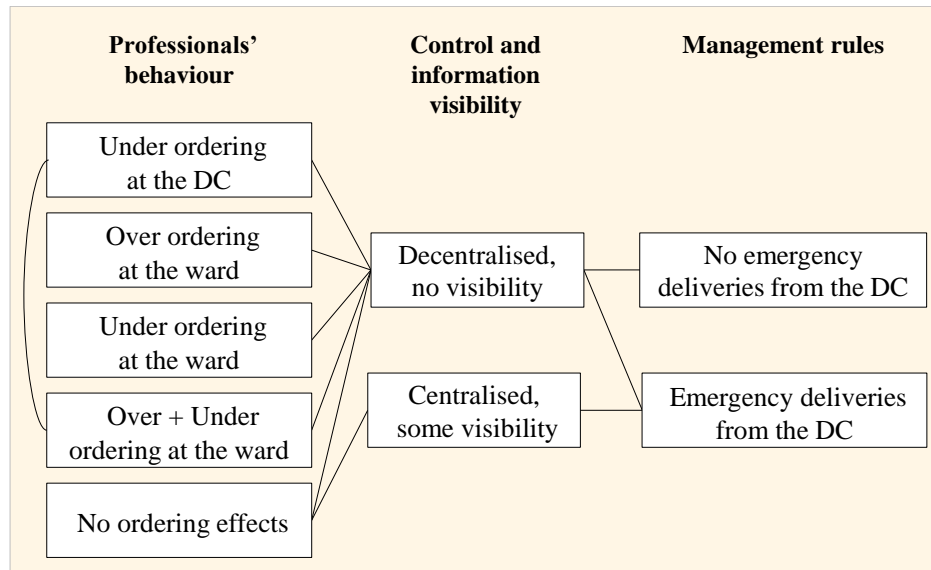 Professionals’
behaviour
Control and
information
visibility
Management rules
Under ordering
at the DC
Over ordering
at the ward
Under ordering
at the ward
Over + Under
ordering at the ward
No ordering effects
Decentralised,
no visibility
Centralised,
some visibility
No emergency
deliveries from the DC
Emergency deliveries
from the DC